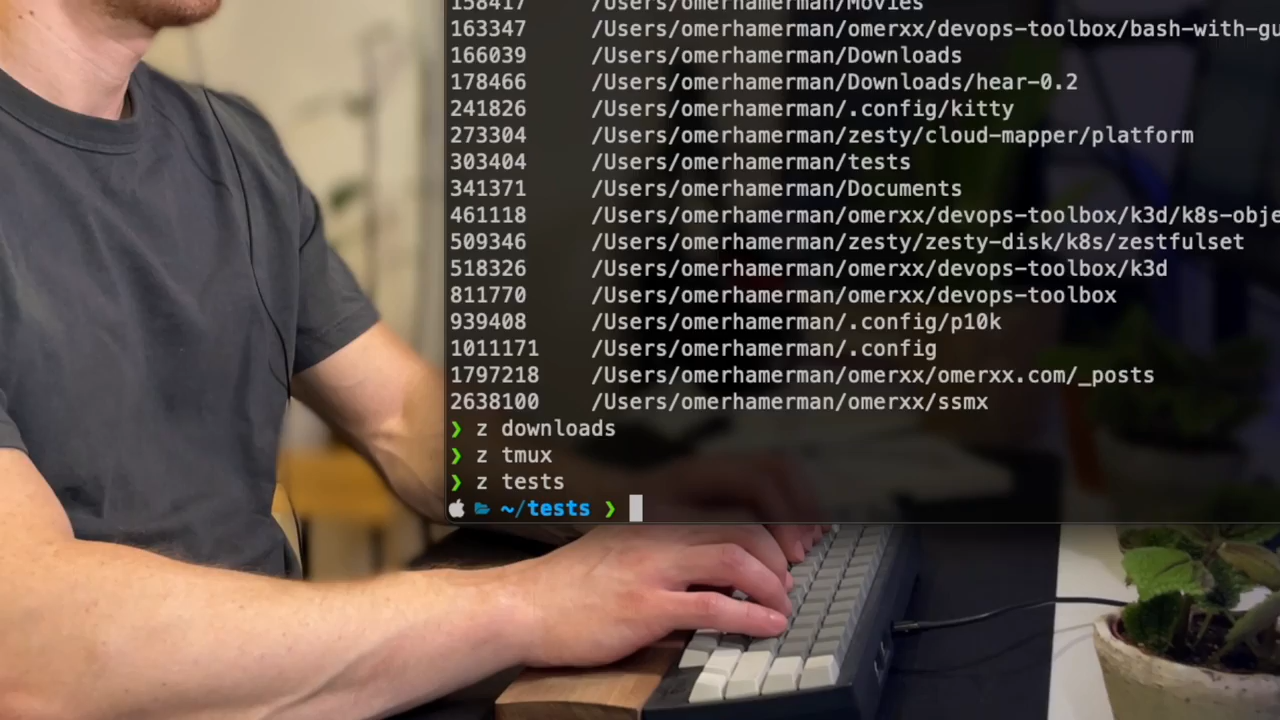 158417 /Users/omerhamerman/Movies
163347 /Users/omerhamerman/omerxx/devops-toolbox/bash-with-gu
166039 /Users/omerhamerman/Downloads
178466 /Users/omerhamerman/Downloads/hear-0.2
241826 /Users/omerhamerman/.config/kitty
273304 /Users/omerhamerman/zesty/cloud-mapper/platform
303404 /Users/omerhamerman/tests
341371 /Users/omerhamerman/Documents
461118 /Users/omerhamerman/omerxx/devops-toolbox/k3d/k8s-obje
509346 /Users/omerhamerman/zesty/zesty-disk/k8s/zestfulset
518326 /Users/omerhamerman/omerxx/devops-toolbox/k3d
811770 /Users/omerhamerman/omerxx/devops-toolbox
939408 /Users/omerhamerman/.config/p10k
1011171 /Users/omerhamerman/.config
1797218 /Users/omerhamerman/omerxx/omerxx.com/_posts
2638100 /Users/omerhamerman/omerxx/ssmx
❯ z downloads
❯ z tmux
❯ z tests
~/tests ❯